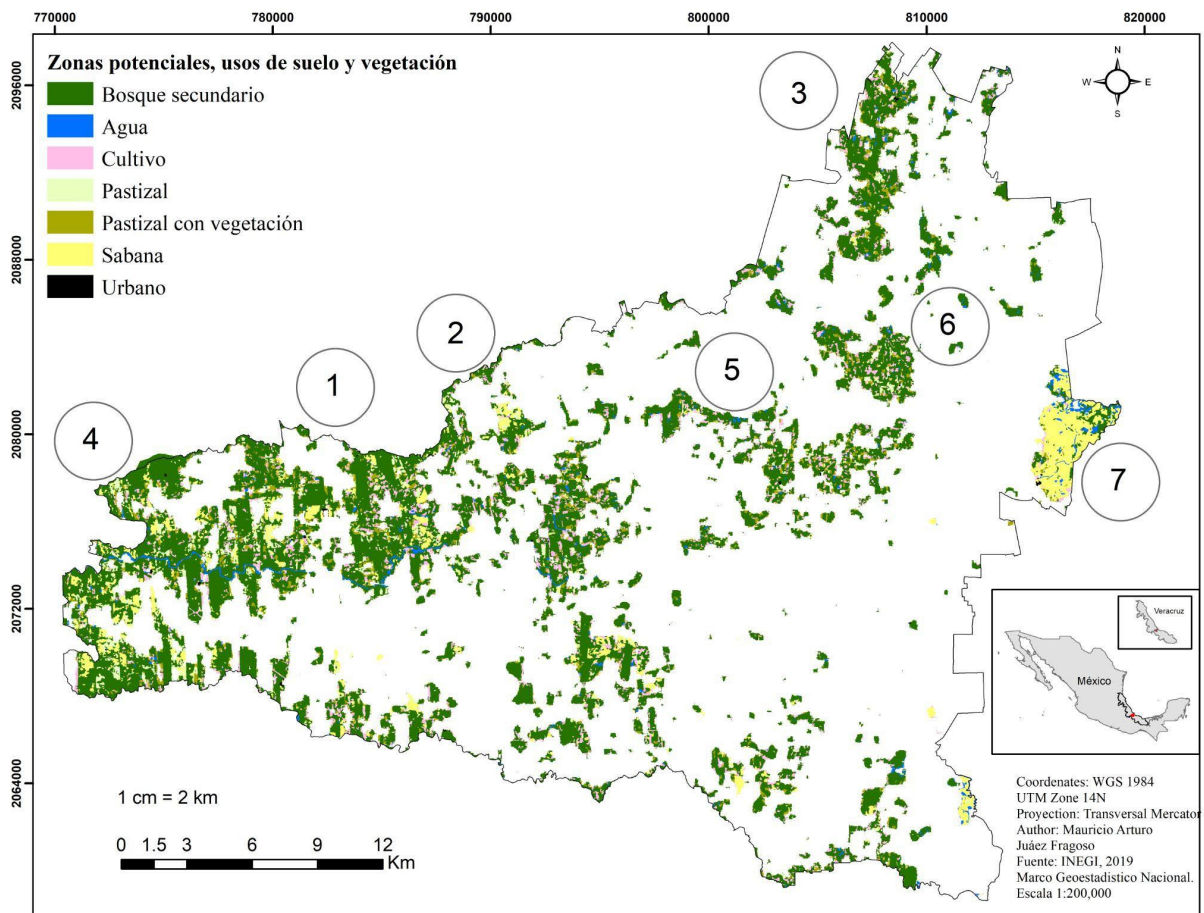 770000
780000
790000
800000
810000
820000
Zonas potenciales, usos de suelo y vegetación
Bosque secundario
Agua
Cultivo
Pastizal
Pastizal con vegetación
Sabana
Urbano
N
W
E
S
2096000
2088000
2080000
2072000
2064000
3
2
6
1
5
4
7
Veracruz
México
1 cm = 2 km
0 1.5 3 6 9 12
Km
Coordenates: WGS 1984
UTM Zone 14N
Proyection: Transversal Mercator
Author: Mauricio Arturo
Juáez Fragoso
Fuente: INEGI, 2019
Marco Geoestadistico Nacional.
Escala 1:200,000